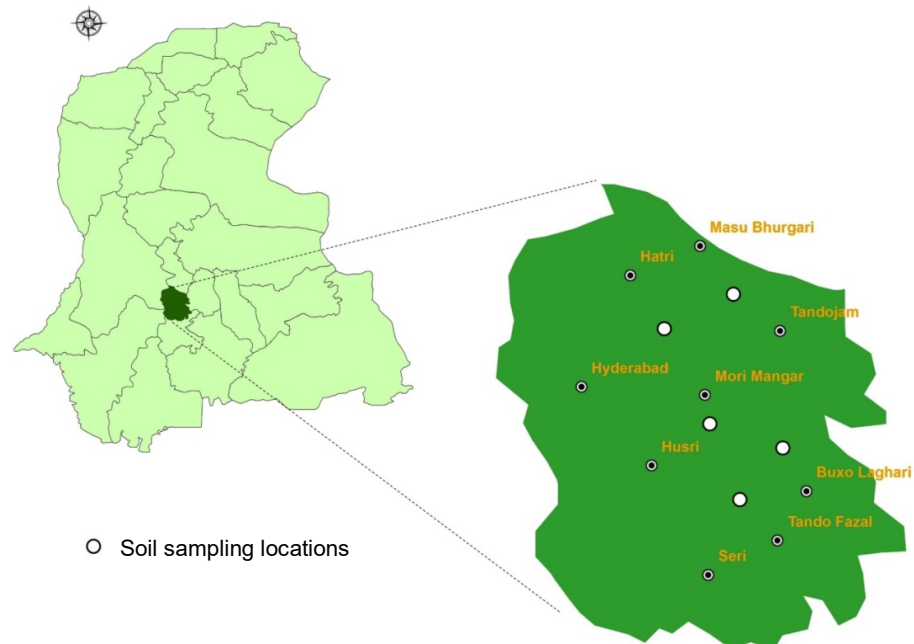 Masu Bhurgari
Hatri
Tandojam
Hyderabad
Mori Mangar
Husri
Buxo Laghari
Tando Fazal
Seri
Soil sampling locations